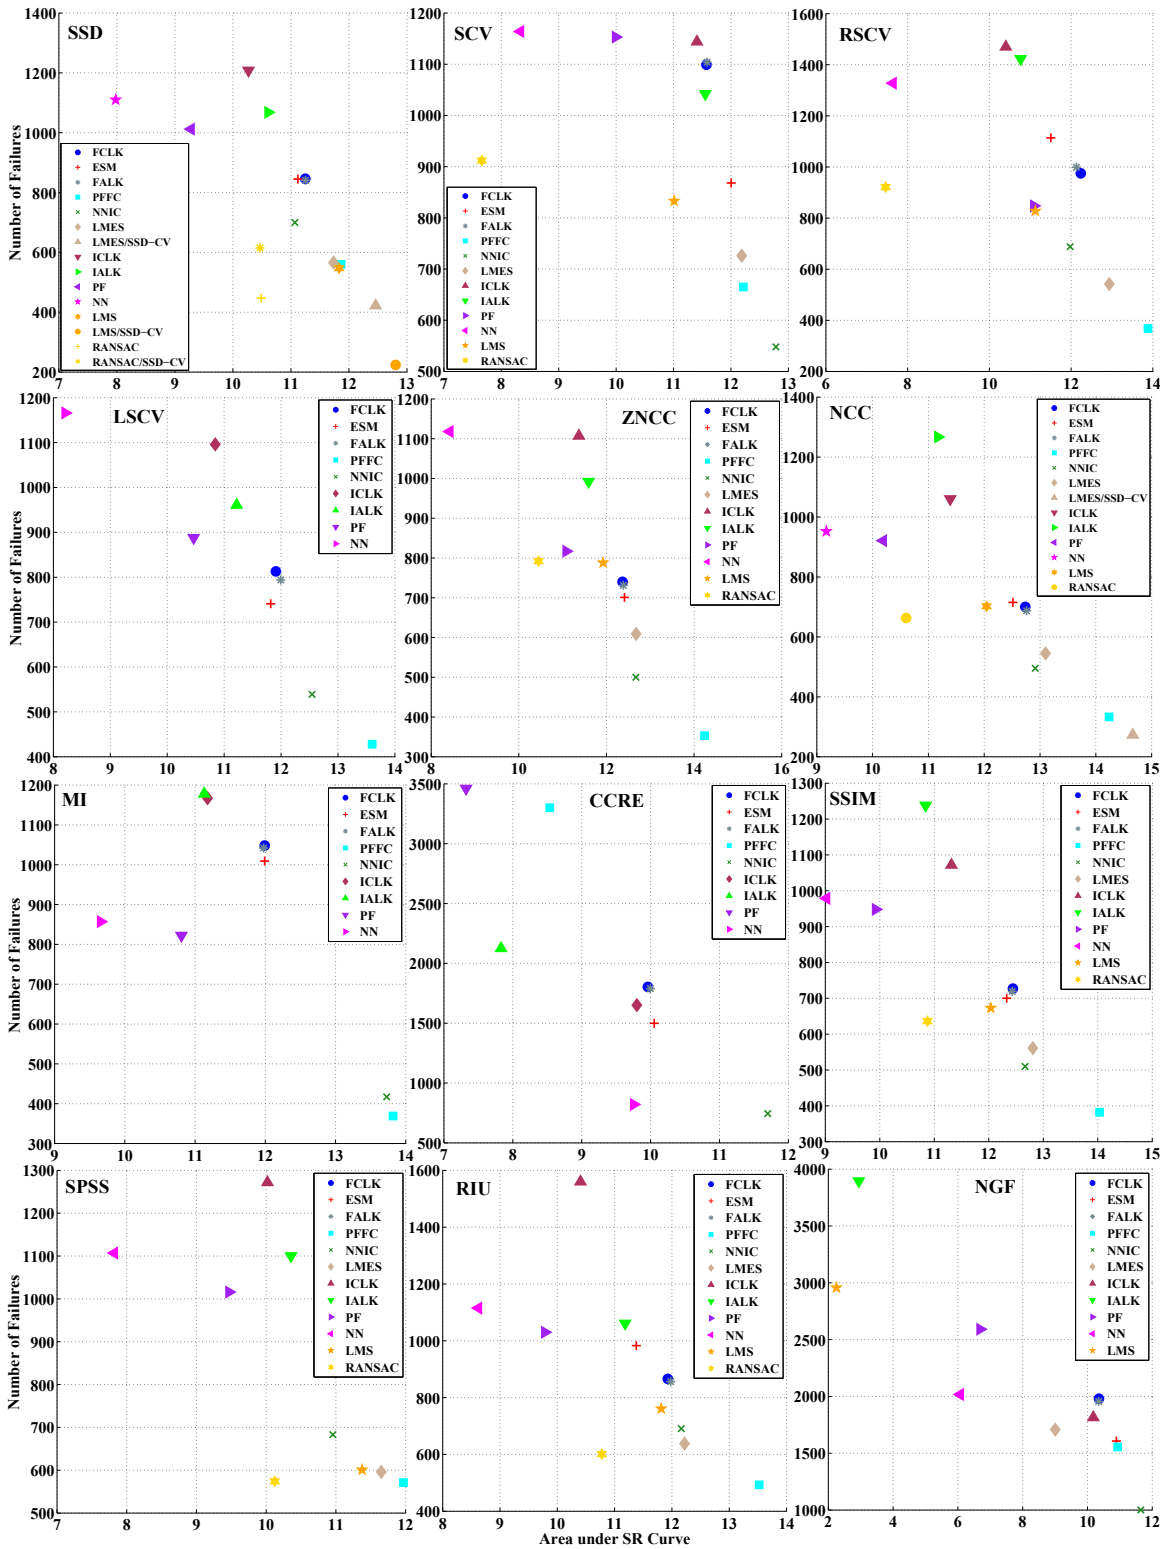 SSD
1400
1200
1000
800
600
400
200
7 8 9 10 11 12 13
Number of Failures
FCLK
ESM
FALK
PFFC
NNIC
LMES
LMES/SSD−CV
ICLK
IALK
PF
NN
LMS
LMS/SSD−CV
RANSAC
RANSAC/SSD−CV
SCV
1200
1100
1000
900
800
700
600
500
7 8 9 10 11 12 13
FCLK
ESM
FALK
PFFC
NNIC
LMES
ICLK
IALK
PF
NN
LMS
RANSAC
RSCV
1600
1400
1200
1000
800
600
400
200
6 8 10 12 14
FCLK
ESM
FALK
PFFC
NNIC
LMES
ICLK
IALK
PF
NN
LMS
RANSAC
LSCV
1200
1100
1000
900
800
700
600
500
400
8 9 10 11 12 13 14
Number of Failures
FCLK
ESM
FALK
PFFC
NNIC
ICLK
IALK
PF
NN
ZNCC
1200
1100
1000
900
800
700
600
500
400
300
8 10 12 14 16
FCLK
ESM
FALK
PFFC
NNIC
LMES
ICLK
IALK
PF
NN
LMS
RANSAC
NCC
1400
1200
1000
800
600
400
200
9 10 11 12 13 14 15
FCLK
ESM
FALK
PFFC
NNIC
LMES
LMES/SSD−CV
ICLK
IALK
PF
NN
LMS
RANSAC
MI
1200
1100
1000
900
800
700
600
500
400
300
9 10 11 12 13 14
Number of Failures
FCLK
ESM
FALK
PFFC
NNIC
ICLK
IALK
PF
NN
CCRE
3500
3000
2500
2000
1500
1000
500
7 8 9 10 11 12
FCLK
ESM
FALK
PFFC
NNIC
ICLK
IALK
PF
NN
SSIM
1300
1200
1100
1000
900
800
700
600
500
400
300
9 10 11 12 13 14 15
FCLK
ESM
FALK
PFFC
NNIC
LMES
ICLK
IALK
PF
NN
LMS
RANSAC
SPSS
1300
1200
1100
1000
900
800
700
600
500
7 8 9 10 11 12
Number of Failures
FCLK
ESM
FALK
PFFC
NNIC
LMES
ICLK
IALK
PF
NN
LMS
RANSAC
RIU
1600
1400
1200
1000
800
600
400
8 9 10 11 12 13 14
Area under SR Curve
FCLK
ESM
FALK
PFFC
NNIC
LMES
ICLK
IALK
PF
NN
LMS
RANSAC
NGF
4000
3500
3000
2500
2000
1500
1000
2 4 6 8 10 12
FCLK
ESM
FALK
PFFC
NNIC
LMES
ICLK
IALK
PF
NN
LMS